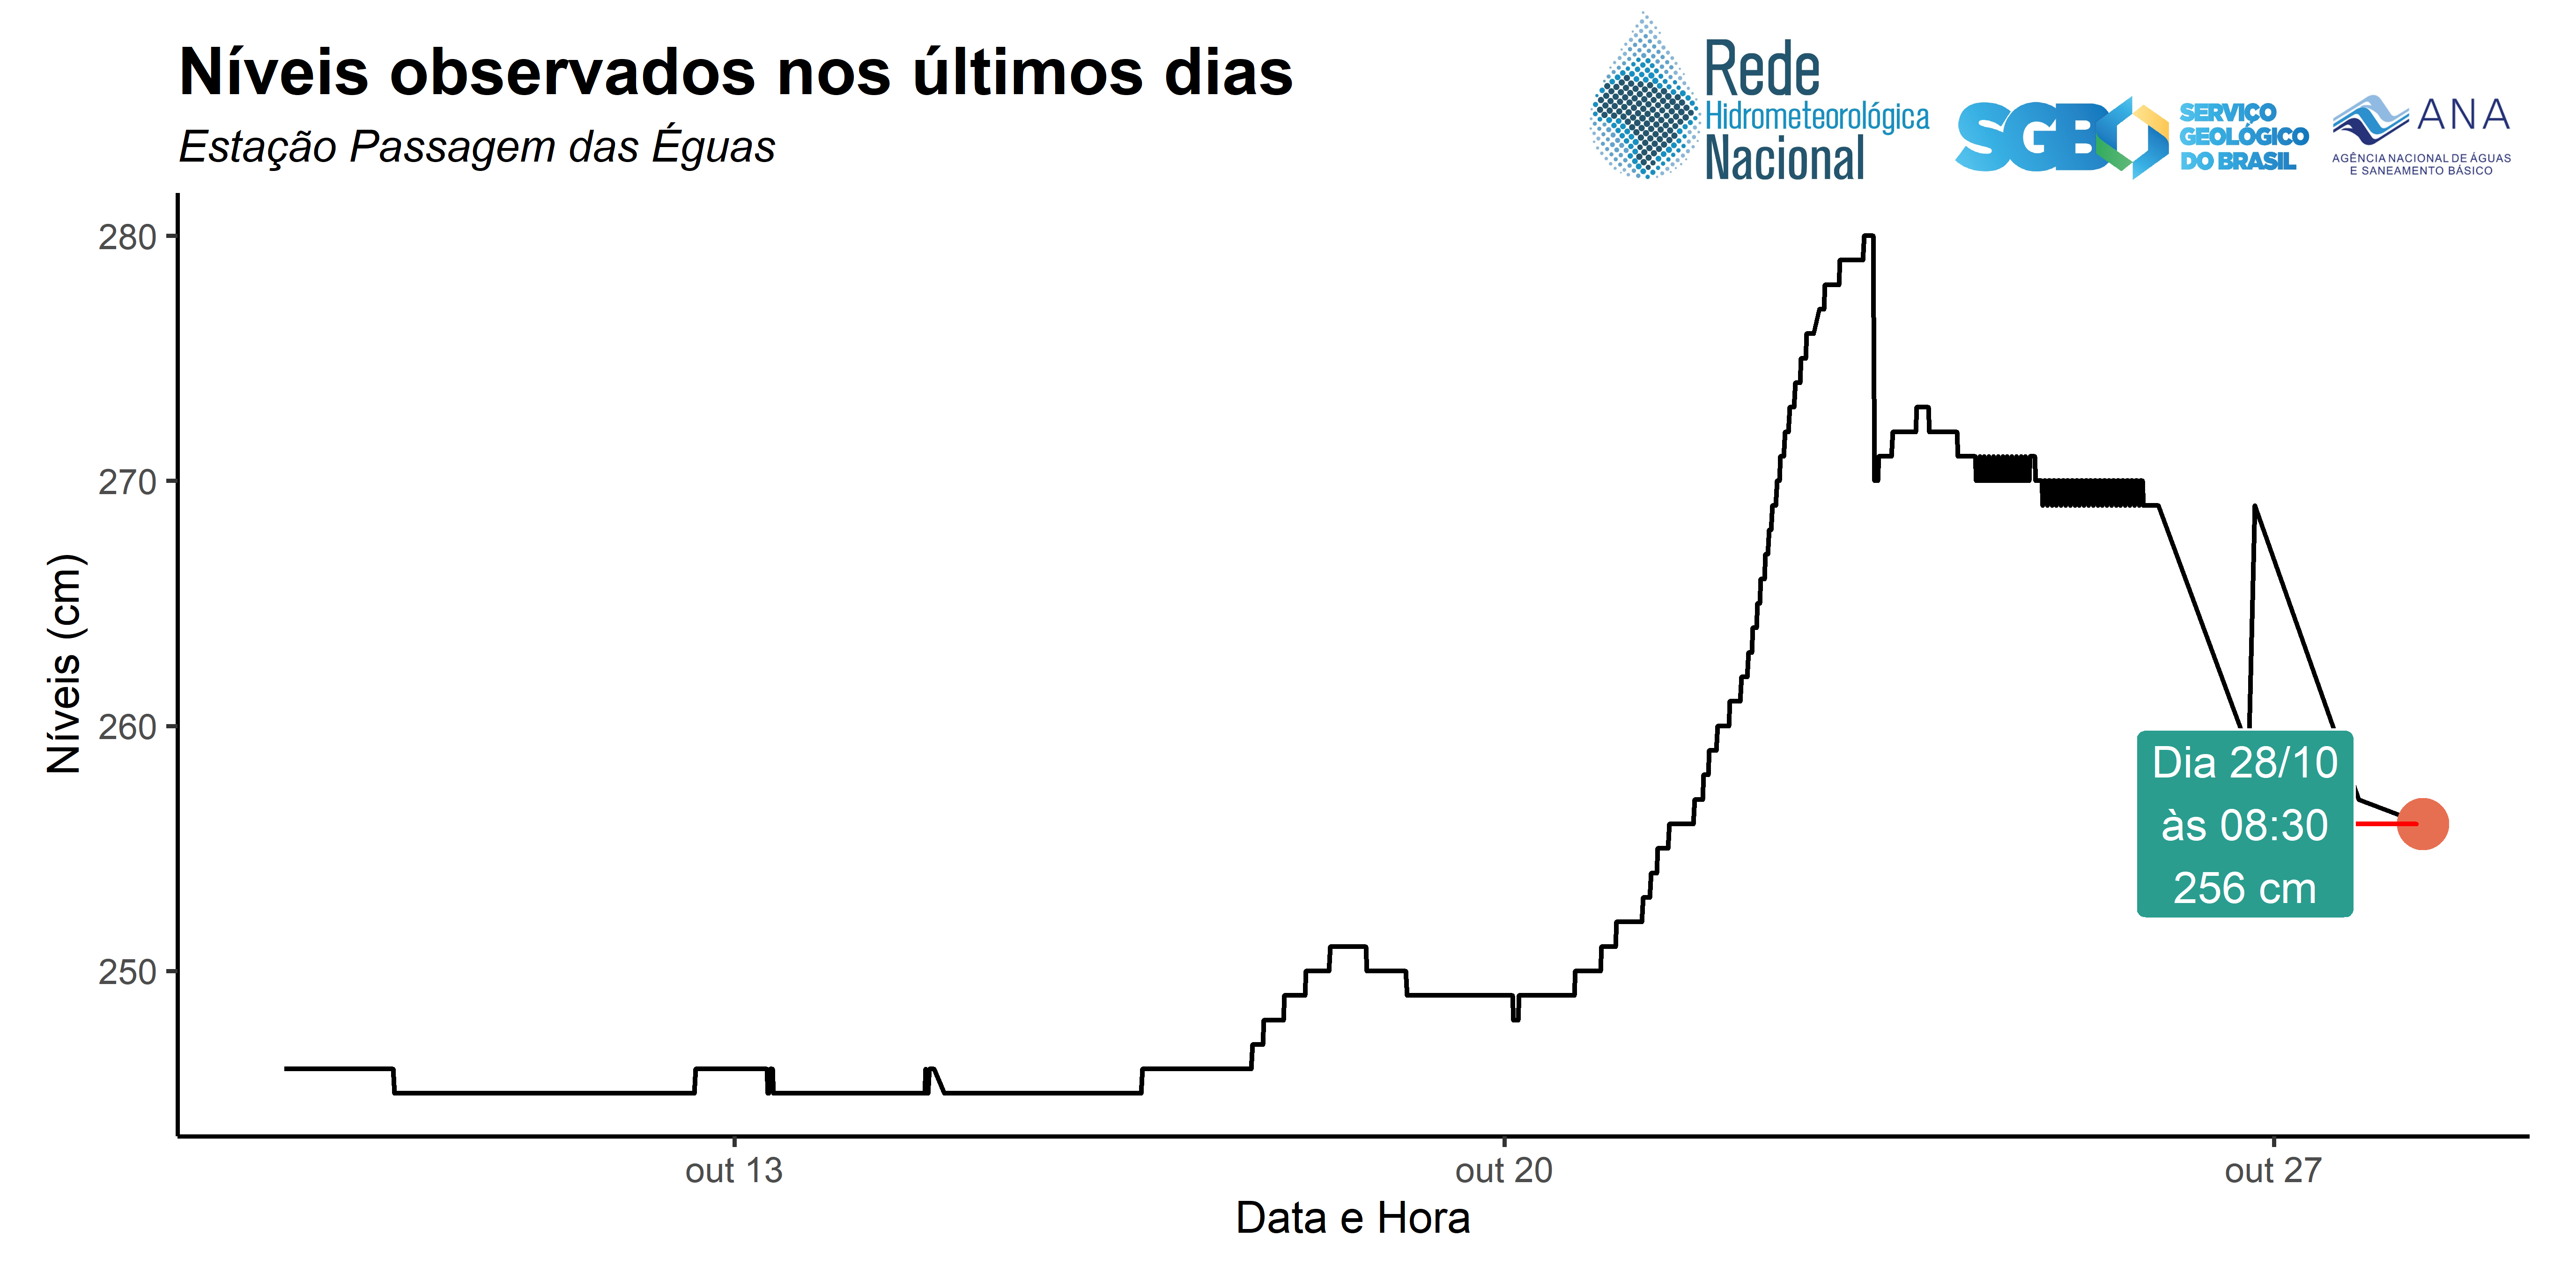 Níveis observados nos últimos dias
Estação Passagem das Éguas
Rede
Hidrometeorológica
Nacional
SGB
SERVIÇO
GEOLÓGICO
DO BRASIL
ANA
AGÊNCIA NACIONAL DE ÁGUAS
E SANEAMENTO BÁSICO
Níveis (cm)
280
270
260
250
Dia 28/10
às 08:30
256 cm
out 13
out 20
out 27
Data e Hora